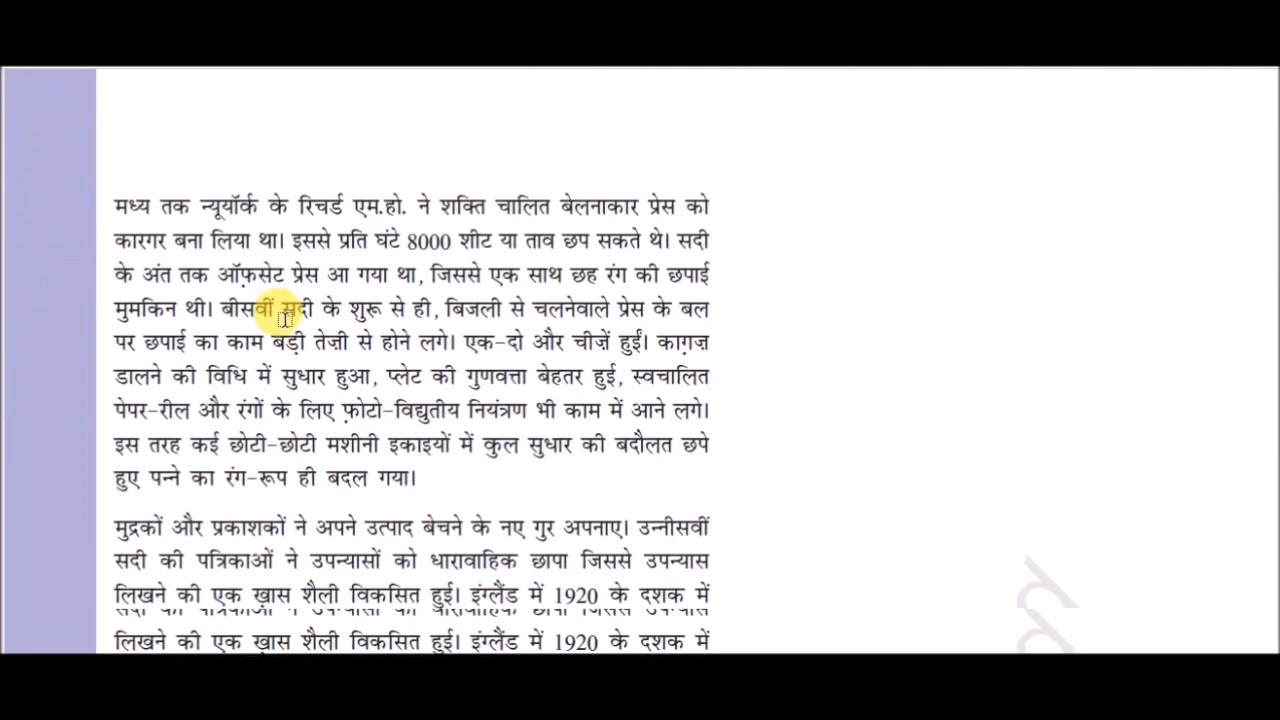 मध्य तक न्यूयॉर्क के रिचर्ड एम.हो. ने शक्ति चालित बेलनाकार प्रेस को
कारगर बना लिया था। इससे प्रति घंटे 8000 शीट या ताव छप सकते थे। सदी
के अंत तक ऑफ़सेट प्रेस आ गया था, जिससे एक साथ छह रंग की छपाई
मुमकिन थी। बीसवीं सदी के शुरू से ही, बिजली से चलनेवाले प्रेस के बल
पर छपाई का काम बड़ी तेज़ी से होने लगे। एक-दो और चीज़ें हुईं। काग़ज़
डालने की विधि में सुधार हुआ, प्लेट की गुणवत्ता बेहतर हुई, स्वचालित
पेपर-रील और रंगों के लिए फ़ोटो-विद्युतीय नियंत्रण भी काम में आने लगे।
इस तरह कई छोटी-छोटी मशीनी इकाइयों में कुल सुधार की बदौलत छपे
हुए पन्ने का रंग-रूप ही बदल गया।
मुद्रकों और प्रकाशकों ने अपने उत्पाद बेचने के नए गुर अपनाए। उन्नीसवीं
सदी की पत्रिकाओं ने उपन्यासों को धारावाहिक छापा जिससे उपन्यास
लिखने की एक ख़ास शैली विकसित हुई। इंग्लैंड में 1920 के दशक में
लिखने की एक ख़ास शैली विकसित हुई। इंग्लैंड में 1920 के दशक में